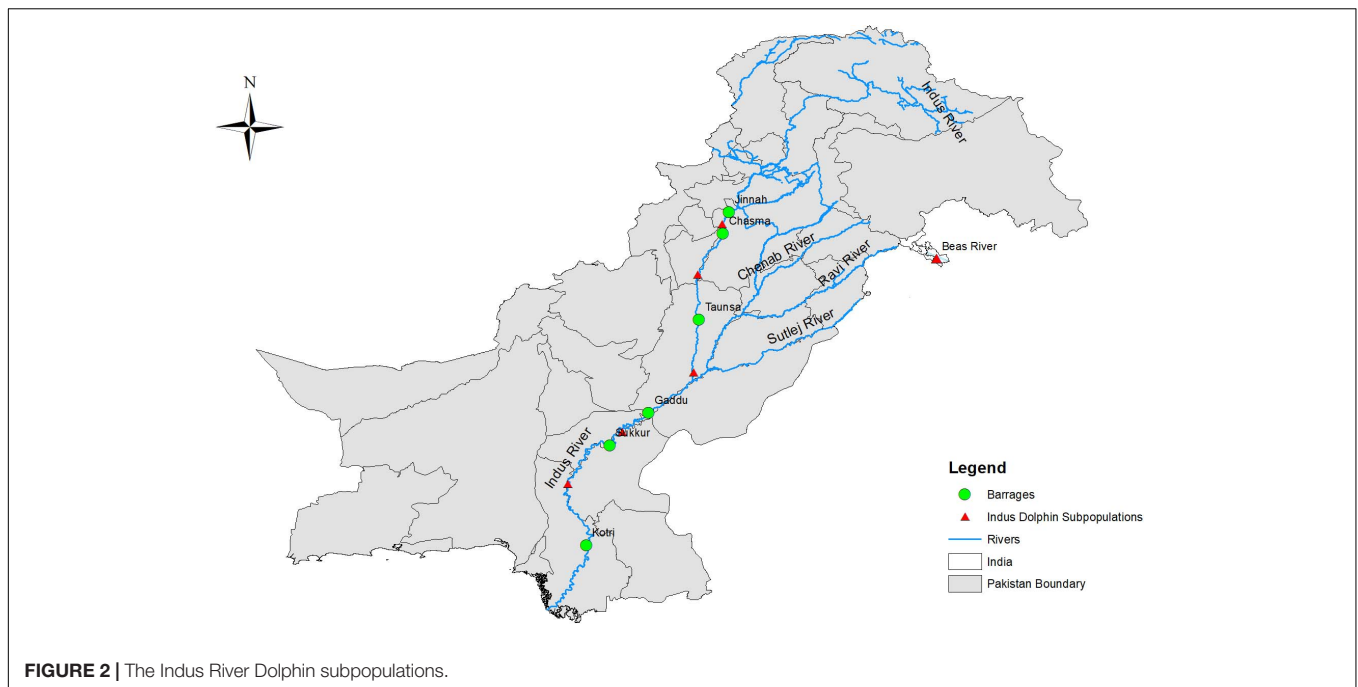 N
Indus River
Jinnah
Chasma
Chenab River
Ravi River
Beas River
Taunsa
Sutlej River
Gaddu
Sukkur
Indus River
Kotri
Legend
Barrages
Indus Dolphin Subpopulations
Rivers
India
Pakistan Boundary
FIGURE 2 | The Indus River Dolphin subpopulations.